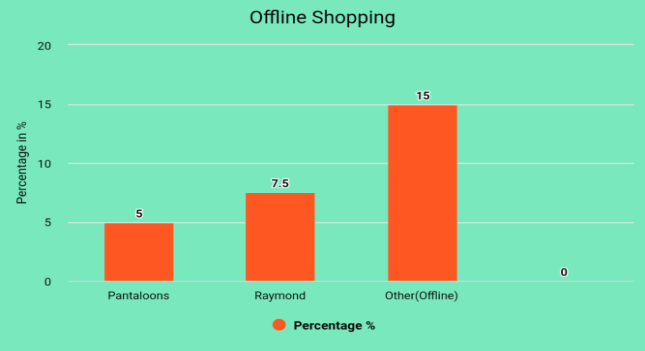 Offline Shopping
Percentage in %
20
15
10
5
0
5
7.5
15
0
Pantaloons Raymond Other(Offline)
Percentage %